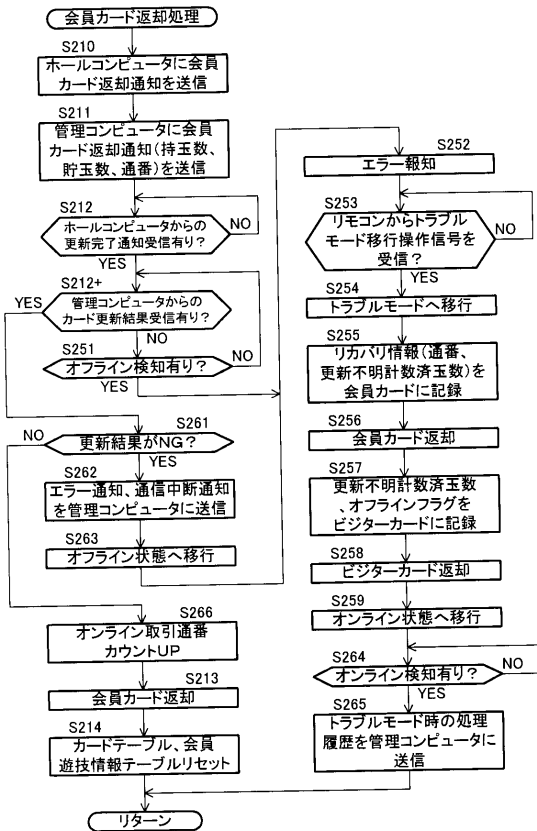 会員カード返却処理
S210
ホールコンピュータに会員
カード返却通知を送信
S211
管理コンピュータに会員
カード返却通知(持玉数、
貯玉数、通番)を送信
S212
ホールコンピュータからの
更新完了通知受信有り?
NO
YES
S212+
YES
管理コンピュータからの
カード更新結果受信有り?
NO
S251
オフライン検知有り?
NO
YES
S261
NO
更新結果がNG?
YES
S262
エラー通知、通信中断通知
を管理コンピュータに送信
S263
オフライン状態へ移行
S266
オンライン取引通番
カウントUP
S213
会員カード返却
S214
カードテーブル、会員
遊技情報テーブルリセット
リターン
S252
エラー報知
S253
リモコンからトラブル
モード移行操作信号を
受信?
NO
YES
S254
トラブルモードへ移行
S255
リカバリ情報(通番、
更新不明計数済玉数)を
会員カードに記録
S256
会員カード返却
S257
更新不明計数済玉数
、オフラインフラグを
ビジターカードに記録
S258
ビジターカード返却
S259
オンライン状態へ移行
S264
オンライン検知有り?
NO
YES
S265
トラブルモード時の処理
履歴を管理コンピュータに
送信